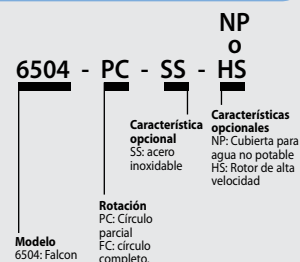 NP
o
6504 - PC - SS - HS
Característica
opcional
SS: acero
inoxidable
Características
opcionales
NP: Cubierta para
agua no potable
HS: Rotor de alta
velocidad
Rotación
PC: Círculo
parcial
FC: círculo
completo.
Modelo
6504: Falcon